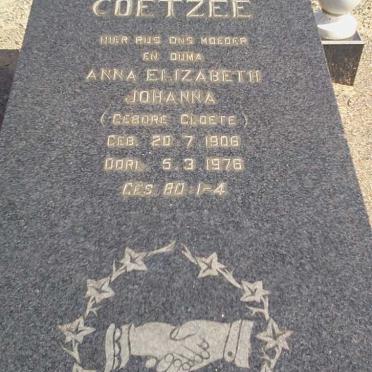 COETZEE
HIER RUS ONS MOEDER
EN OUMA
ANNA ELIZABETH
JOHANNA
(GEBORE CLOETE)
GEB. 20·7·1906
OORL. 5·3·1976
GES. 80:1-4